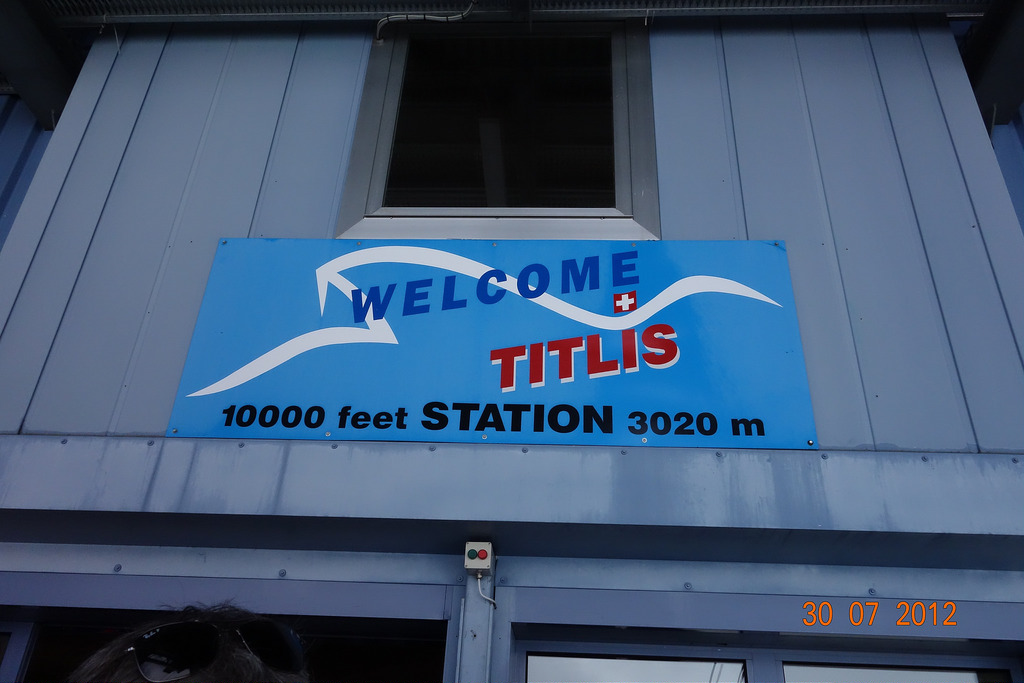 WELCOME
TITLIS
10000 feet STATION 3020 m
30 07 2012